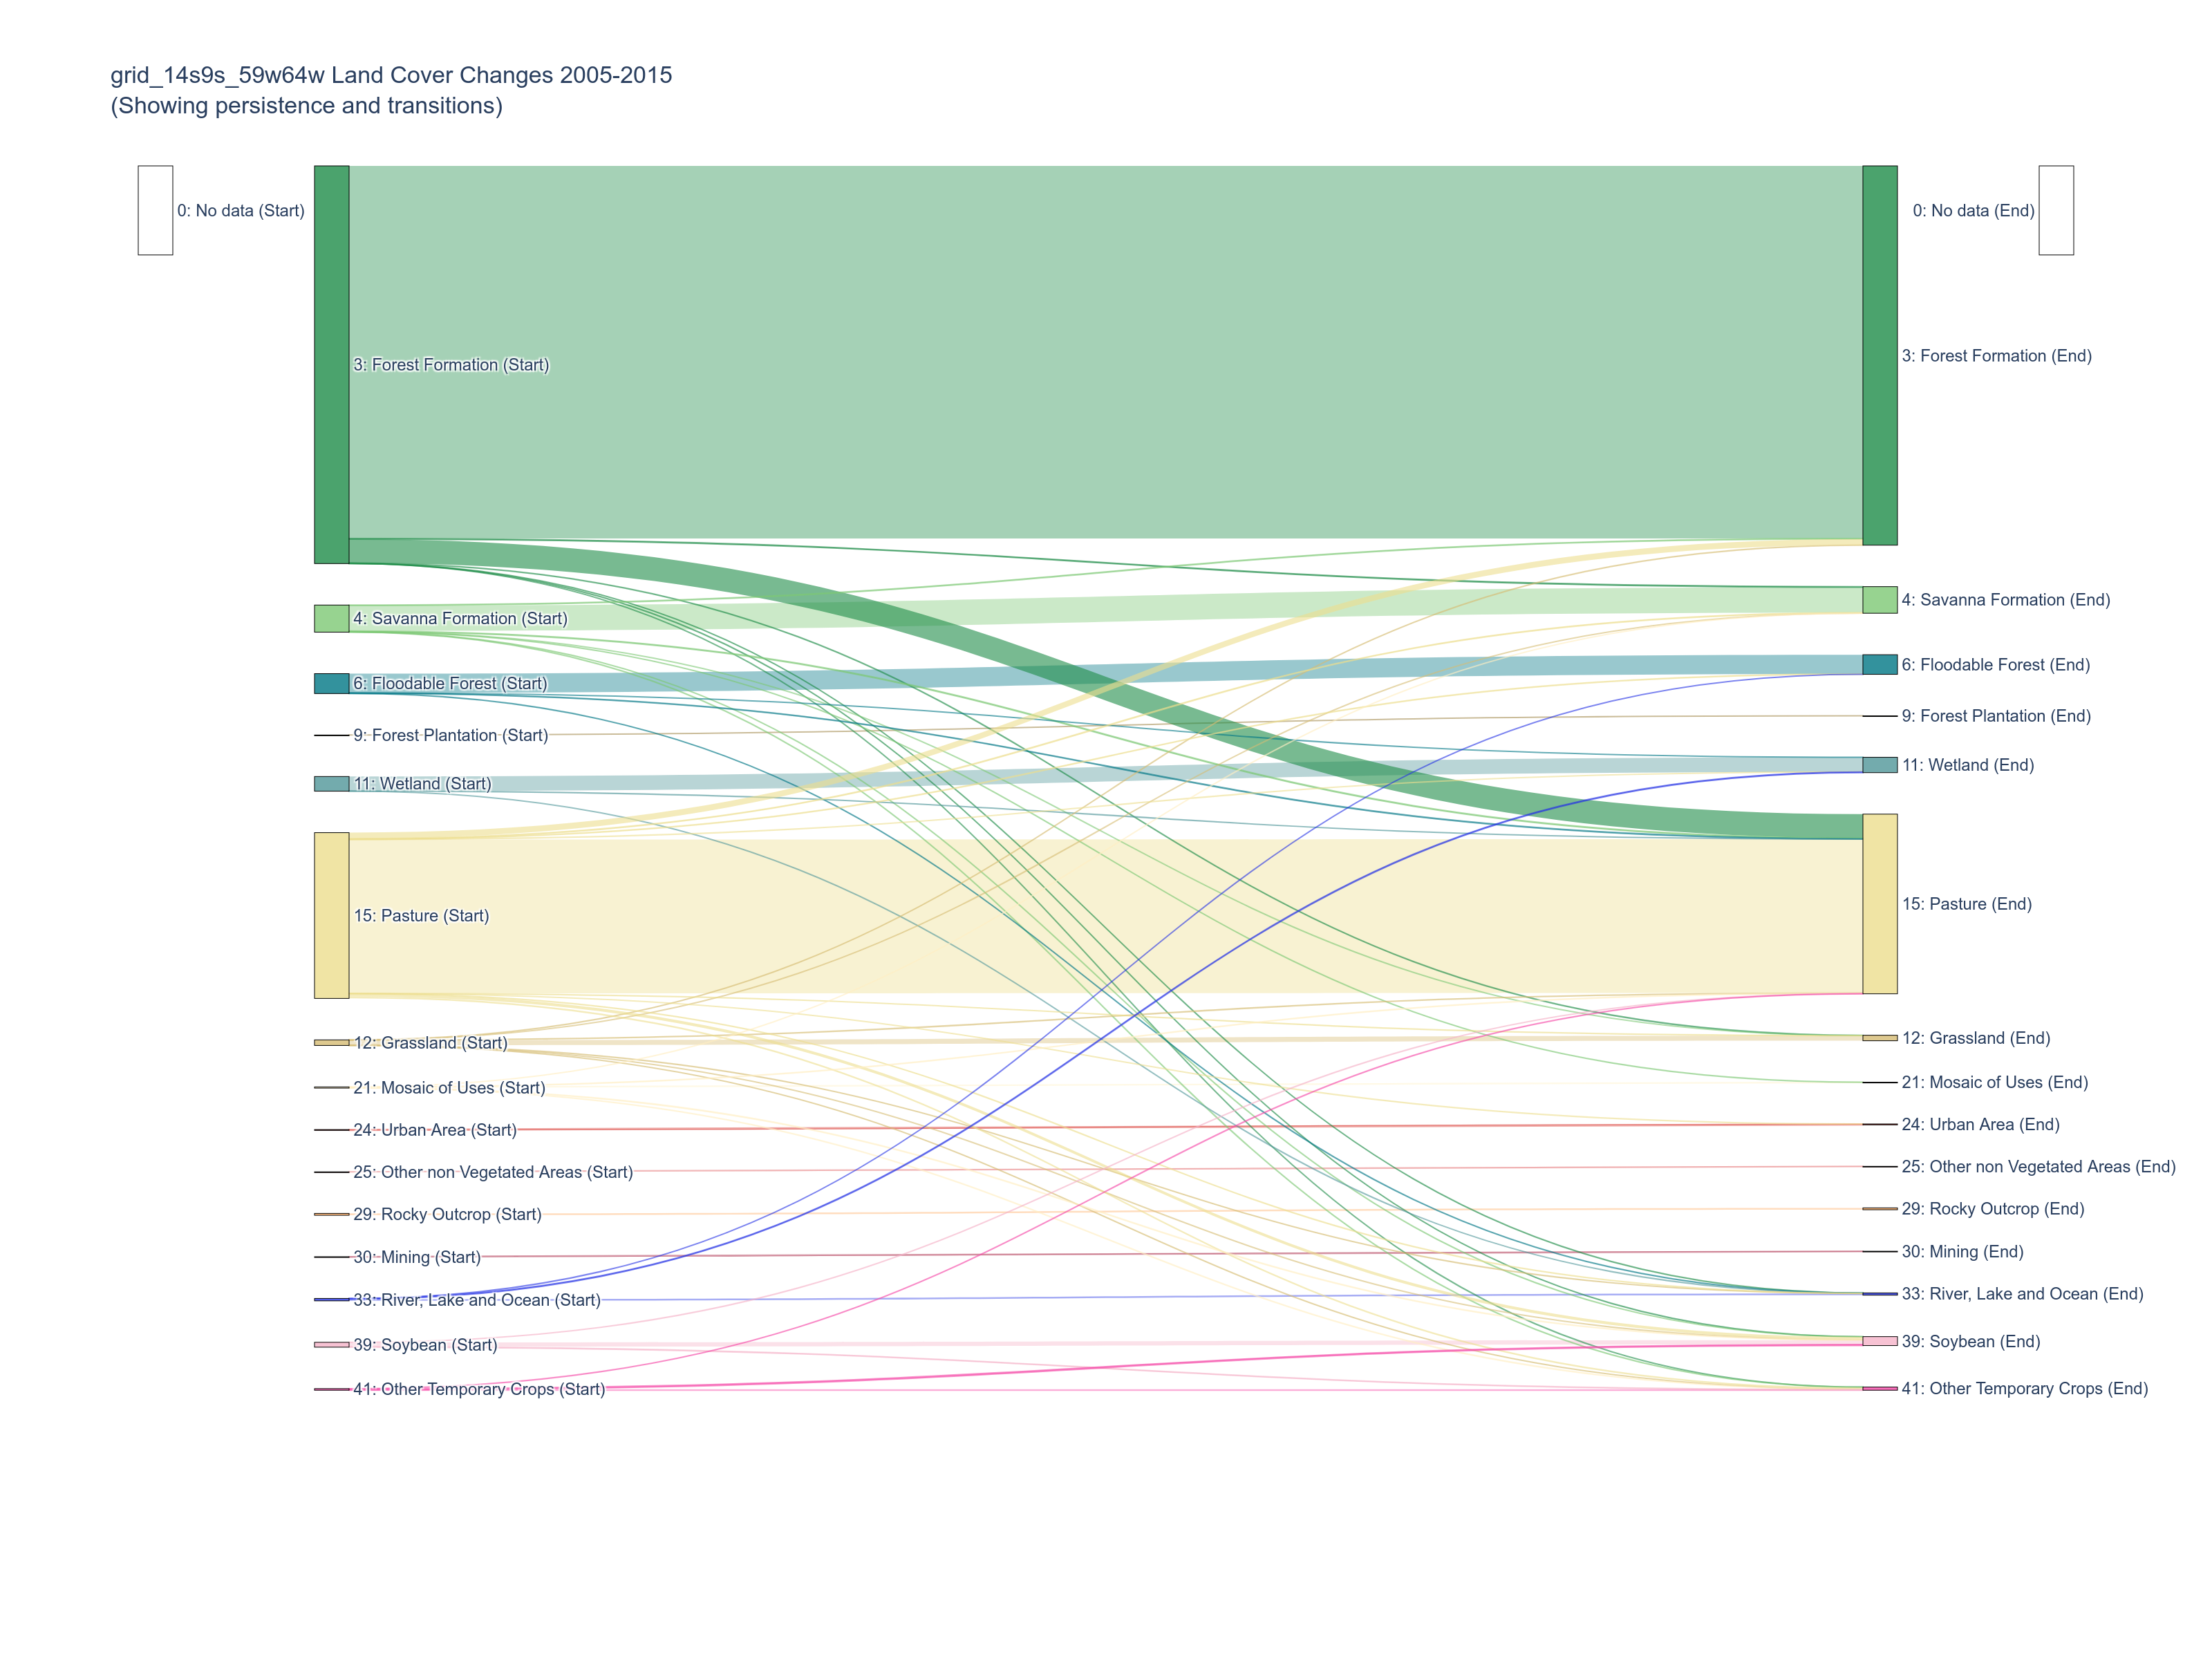 grid_14s9s_59w64w Land Cover Changes 2005-2015
(Showing persistence and transitions)
0: No data (Start)
0: No data (End)
3: Forest Formation (Start)
3: Forest Formation (End)
4: Savanna Formation (Start)
4: Savanna Formation (End)
6: Floodable Forest (Start)
6: Floodable Forest (End)
9: Forest Plantation (Start)
9: Forest Plantation (End)
11: Wetland (Start)
11: Wetland (End)
15: Pasture (Start)
15: Pasture (End)
12: Grassland (Start)
12: Grassland (End)
21: Mosaic of Uses (Start)
21: Mosaic of Uses (End)
24: Urban Area (Start)
24: Urban Area (End)
25: Other non Vegetated Areas (Start)
25: Other non Vegetated Areas (End)
29: Rocky Outcrop (Start)
29: Rocky Outcrop (End)
30: Mining (Start)
30: Mining (End)
33: River, Lake and Ocean (Start)
33: River, Lake and Ocean (End)
39: Soybean (Start)
39: Soybean (End)
41: Other Temporary Crops (Start)
41: Other Temporary Crops (End)